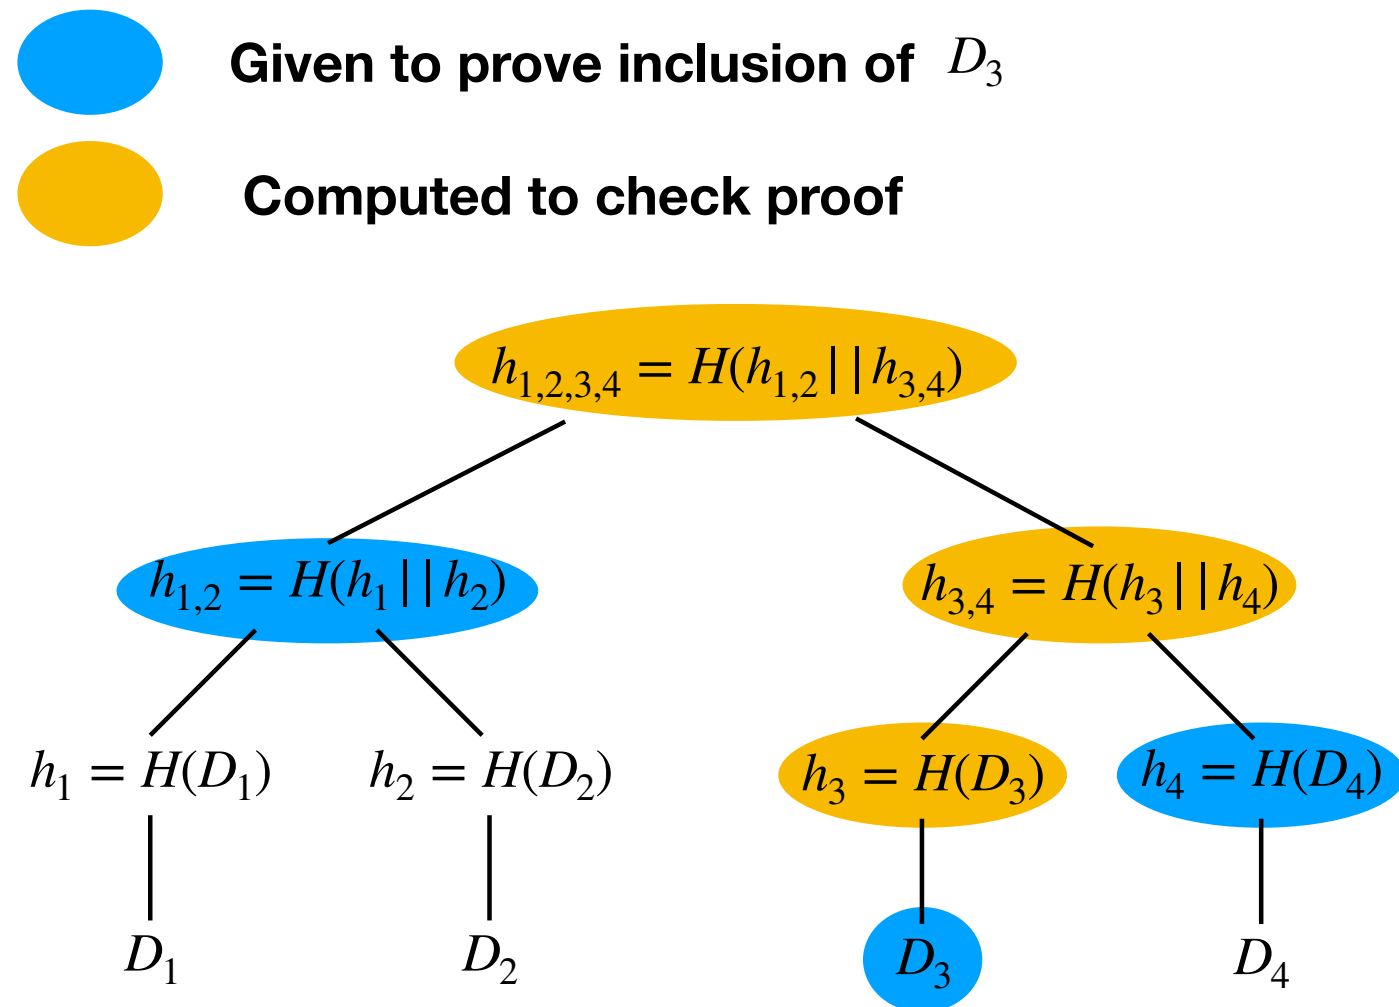 Given to prove inclusion of D₃
Computed to check proof
h₁,₂,₃,₄ = H(h₁,₂||h₃,₄)
h₁,₂ = H(h₁||h₂)
h₃,₄ = H(h₃||h₄)
h₁ = H(D₁)
h₂ = H(D₂)
h₃ = H(D₃)
h₄ = H(D₄)
D₁
D₂
D₃
D₄